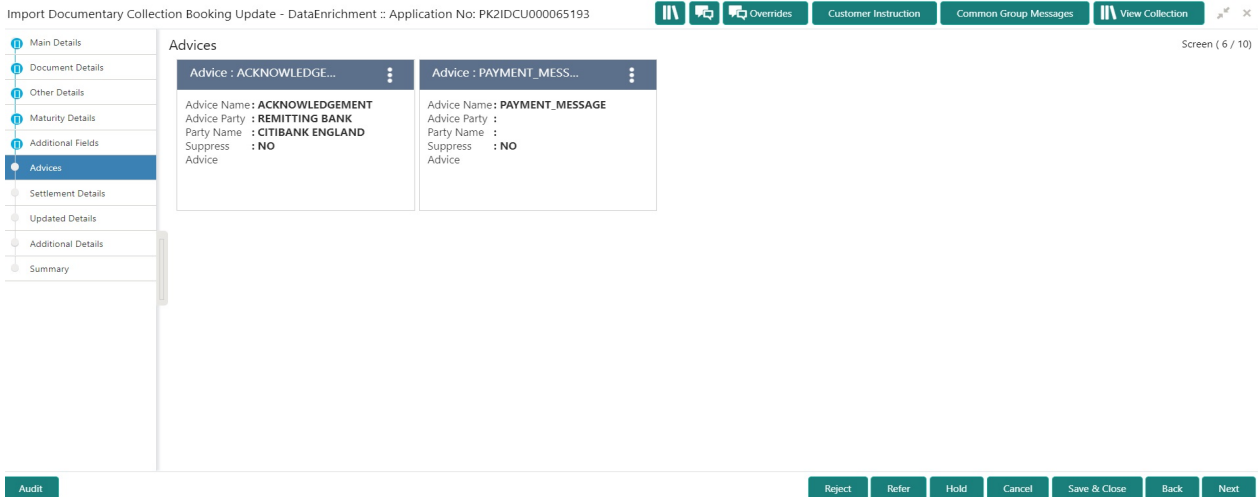 Import Documentary Collection Booking Update - DataEnrichment :: Application No: PK2IDCU000065193
Overrides
Customer Instruction
Common Group Messages
View Collection
Main Details
Document Details
Other Details
Maturity Details
Additional Fields
Advices
Settlement Details
Updated Details
Additional Details
Summary
Advices
Screen ( 6 / 10)
Advice : ACKNOWLEDGE...
Advice Name : ACKNOWLEDGEMENT
Advice Party : REMITTING BANK
Party Name : CITIBANK ENGLAND
Suppress : NO
Advice
Advice : PAYMENT_MESS...
Advice Name : PAYMENT_MESSAGE
Advice Party :
Party Name :
Suppress : NO
Advice
Audit
Reject
Refer
Hold
Cancel
Save & Close
Back
Next